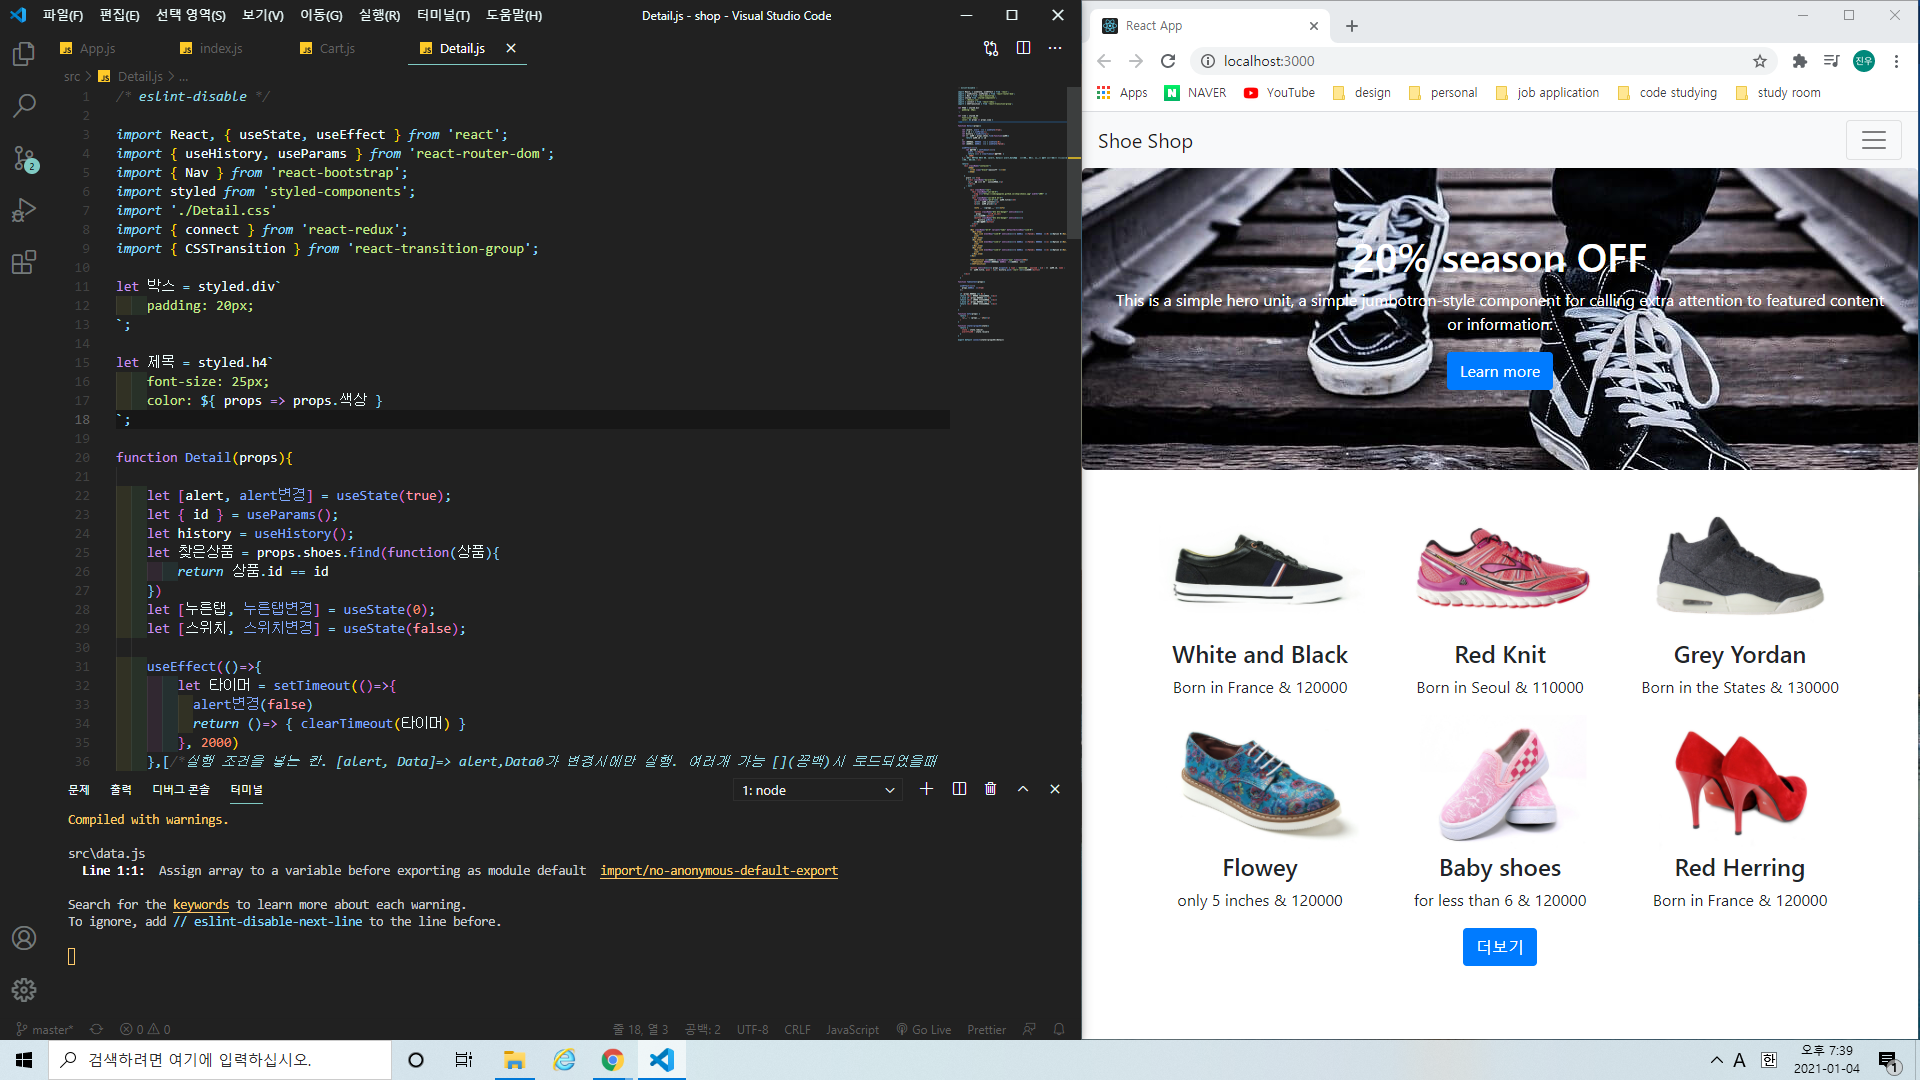 파일(F) 편집(E) 선택 영역(S) 보기(V) 이동(G) 실행(R) 터미널(T) 도움말(H) Detail.js - shop - Visual Studio Code
App.js index.js Cart.js Detail.js
src > Detail.js > ...
1 /* eslint-disable */
2
3 import React, { useState, useEffect } from 'react';
4 import { useHistory, useParams } from 'react-router-dom';
5 import { Nav } from 'react-bootstrap';
6 import styled from 'styled-components';
7 import './Detail.css'
8 import { connect } from 'react-redux';
9 import { CSSTransition } from 'react-transition-group';
10
11 let 박스 = styled.div`
12 padding: 20px;
13 `;
14
15 let 제목 = styled.h4`
16 font-size: 25px;
17 color: ${ props => props.색상 }
18 `;
19
20 function Detail(props){
21
22 let [alert, alert변경] = useState(true);
23 let { id } = useParams();
24 let history = useHistory();
25 let 찾은상품 = props.shoes.find(function(상품){
26 return 상품.id == id
27 })
28 let [누른탭, 누른탭변경] = useState(0);
29 let [스위치, 스위치변경] = useState(false);
30
31 useEffect(()=>{
32 let 타이머 = setTimeout(()=>{
33 alert변경(false)
34 return ()=> { clearTimeout(타이머) }
35 }, 2000)
36 },[/*실행 조건을 넣는 칸. [alert, Data]=> alert,Data0가 변경시에만 실행. 여러개 가능 [](공백)시 로드되었을때
문제 출력 디버그 콘솔 터미널 1: node
Compiled with warnings.
src\data.js
Line 1:1: Assign array to a variable before exporting as module default import/no-anonymous-default-export
Search for the keywords to learn more about each warning.
To ignore, add // eslint-disable-next-line to the line before.
master* 0 0 줄 18, 열 3 공백: 2 UTF-8 CRLF JavaScript Go Live Prettier
2
React App
localhost:3000 진우
Apps NAVER YouTube design personal job application code studying study room
Shoe Shop
20% season OFF
This is a simple hero unit, a simple jumbotron-style component for calling extra attention to featured content
or information.
Learn more
White and Black Red Knit Grey Yordan
Born in France & 120000 Born in Seoul & 110000 Born in the States & 130000
Flowey Baby shoes Red Herring
only 5 inches & 120000 for less than 6 & 120000 Born in France & 120000
더보기
검색하려면 여기에 입력하십시오. A 한 오후 7:39
2021-01-04 1